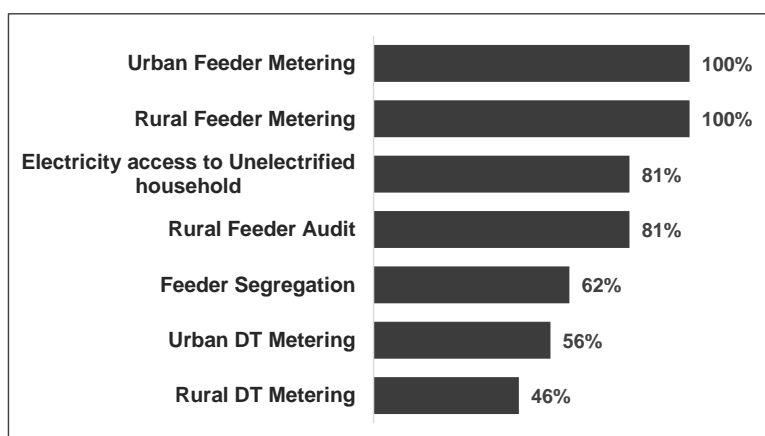 Urban Feeder Metering 100%
Rural Feeder Metering 100%
Electricity access to Unelectrified
household 81%
Rural Feeder Audit 81%
Feeder Segregation 62%
Urban DT Metering 56%
Rural DT Metering 46%